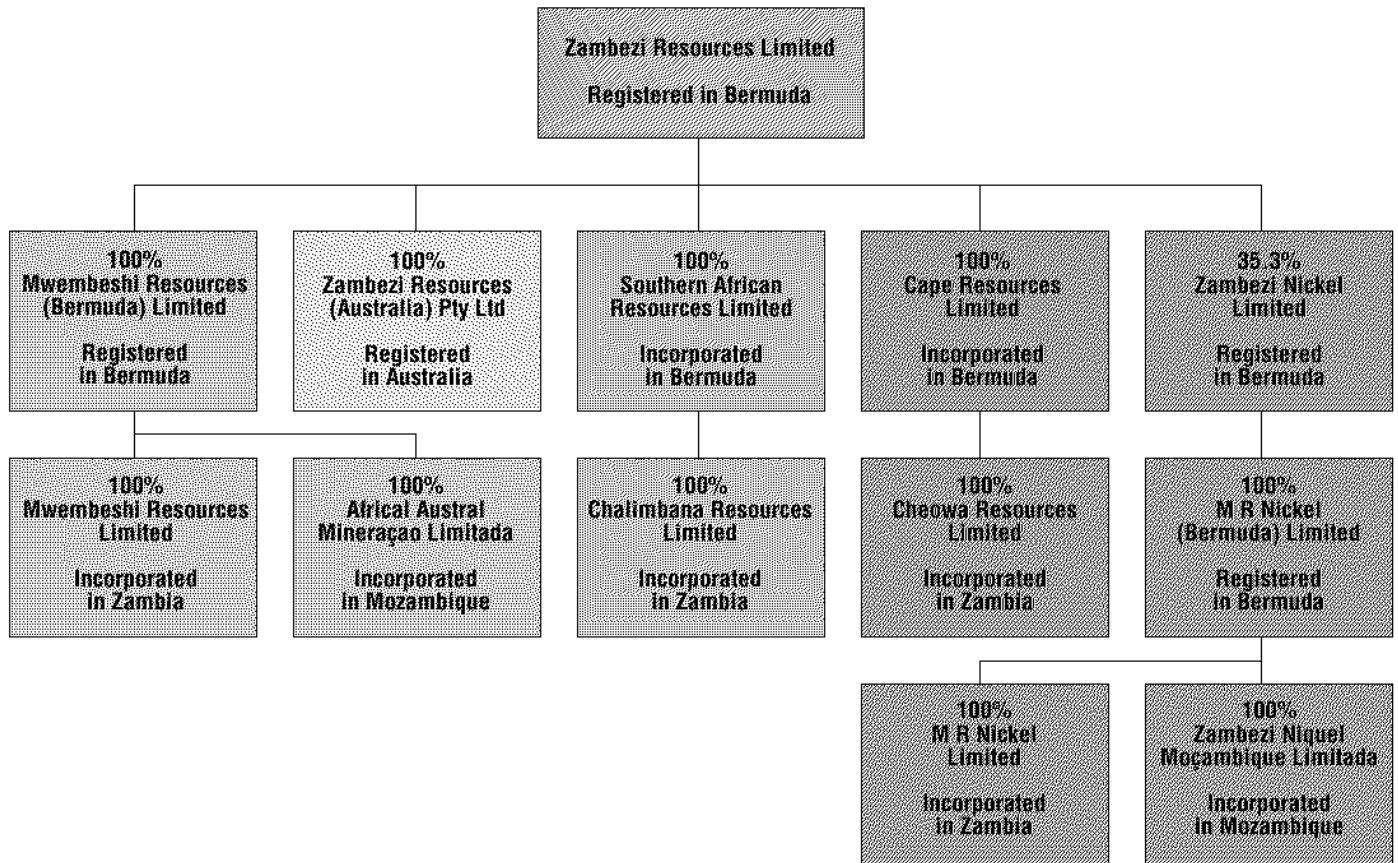 Zambezi Resources Limited
Registered in Bermuda
100%
Mwembeshi Resources
(Bermuda) Limited
Registered
in Bermuda
100%
Zambezi Resources
(Australia) Pty Ltd
Registered
in Australia
100%
Southern African
Resources Limited
Incorporated
in Bermuda
100%
Cape Resources
Limited
Incorporated
in Bermuda
35.3%
Zambezi Nickel
Limited
Registered
in Bermuda
100%
Mwembeshi Resources
Limited
Incorporated
in Zambia
100%
Africal Austral
Mineraçao Limitada
Incorporated
in Mozambique
100%
Chalimbana Resources
Limited
Incorporated
in Zambia
100%
Cheowa Resources
Limited
Incorporated
in Zambia
100%
M R Nickel
(Bermuda) Limited
Registered
in Bermuda
100%
M R Nickel
Limited
Incorporated
in Zambia
100%
Zambezi Niquel
Moçambique Limitada
Incorporated
in Mozambique